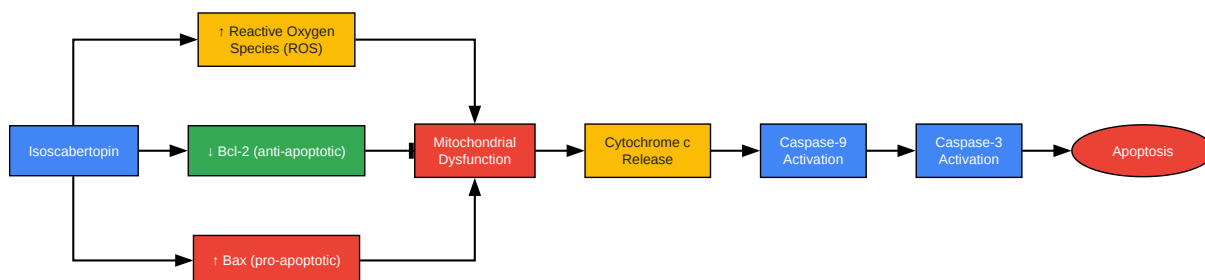 ↑ Reactive Oxygen
Species (ROS)
Isoscabertopin
↓ Bcl-2 (anti-apoptotic)
Mitochondrial
Dysfunction
Cytochrome c
Release
Caspase-9
Activation
Caspase-3
Activation
Apoptosis
↑ Bax (pro-apoptotic)